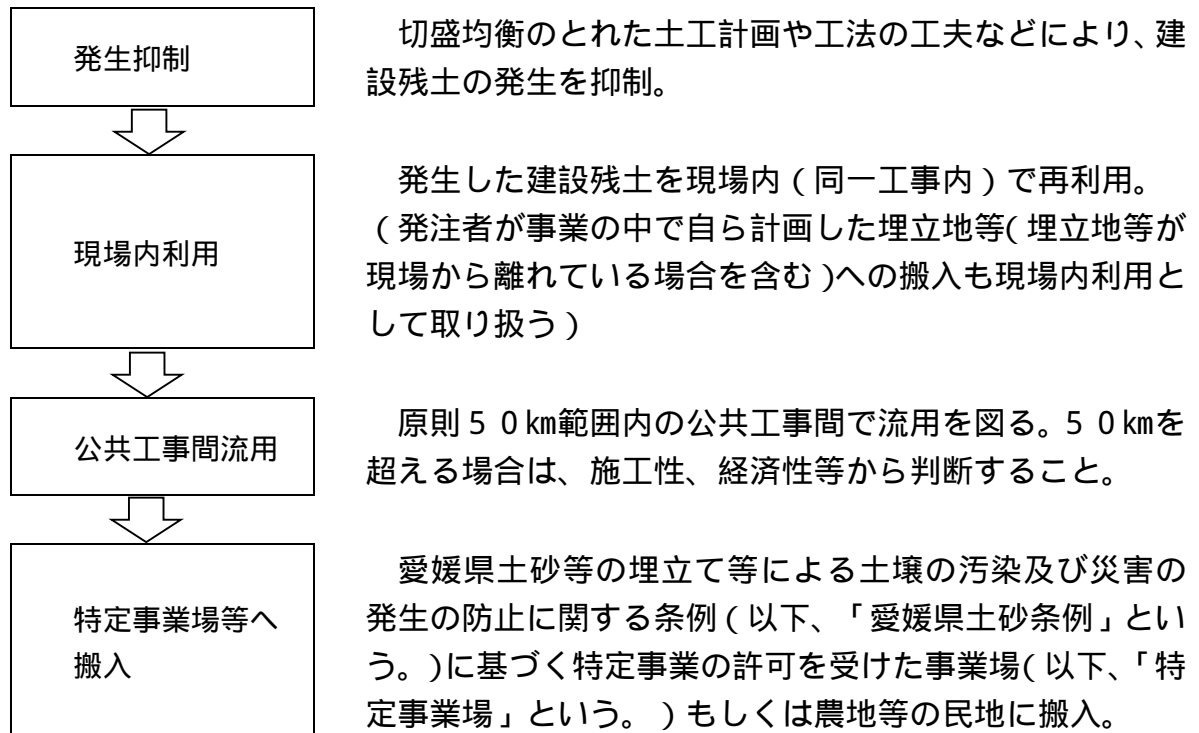 発生抑制
切盛均衡のとれた土工計画や工法の工夫などにより、建
設残土の発生を抑制。
現場内利用
発生した建設残土を現場内（同一工事内）で再利用。
（発注者が事業の中で自ら計画した埋立地等（埋立地等が
現場から離れている場合を含む）への搬入も現場内利用と
して取り扱う）
公共工事間流用
原則５０㎞範囲内の公共工事間で流用を図る。５０㎞を
超える場合は、施工性、経済性等から判断すること。
特定事業場等へ
搬入
愛媛県土砂等の埋立て等による土壌の汚染及び災害の
発生の防止に関する条例（以下、「愛媛県土砂条例」とい
う。）に基づく特定事業の許可を受けた事業場（以下、「特
定事業場」という。）もしくは農地等の民地に搬入。